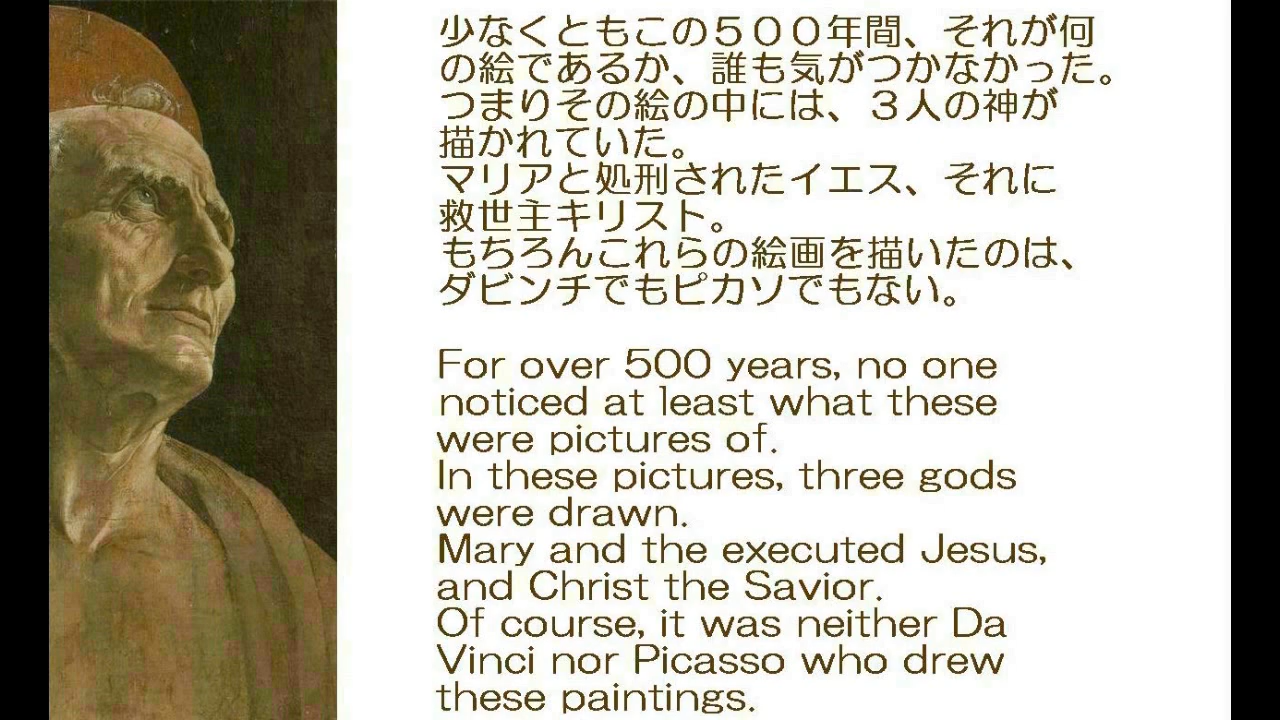 少なくともこの５００年間、それが何
の絵であるか、誰も気がつかなかった。
つまりその絵の中には、３人の神が
描かれていた。
マリアと処刑されたイエス、それに
救世主キリスト。
もちろんこれらの絵画を描いたのは、
ダビンチでもピカソでもない。
For over 500 years, no one
noticed at least what these
were pictures of.
In these pictures, three gods
were drawn.
Mary and the executed Jesus,
and Christ the Savior.
Of course, it was neither Da
Vinci nor Picasso who drew
these paintings.